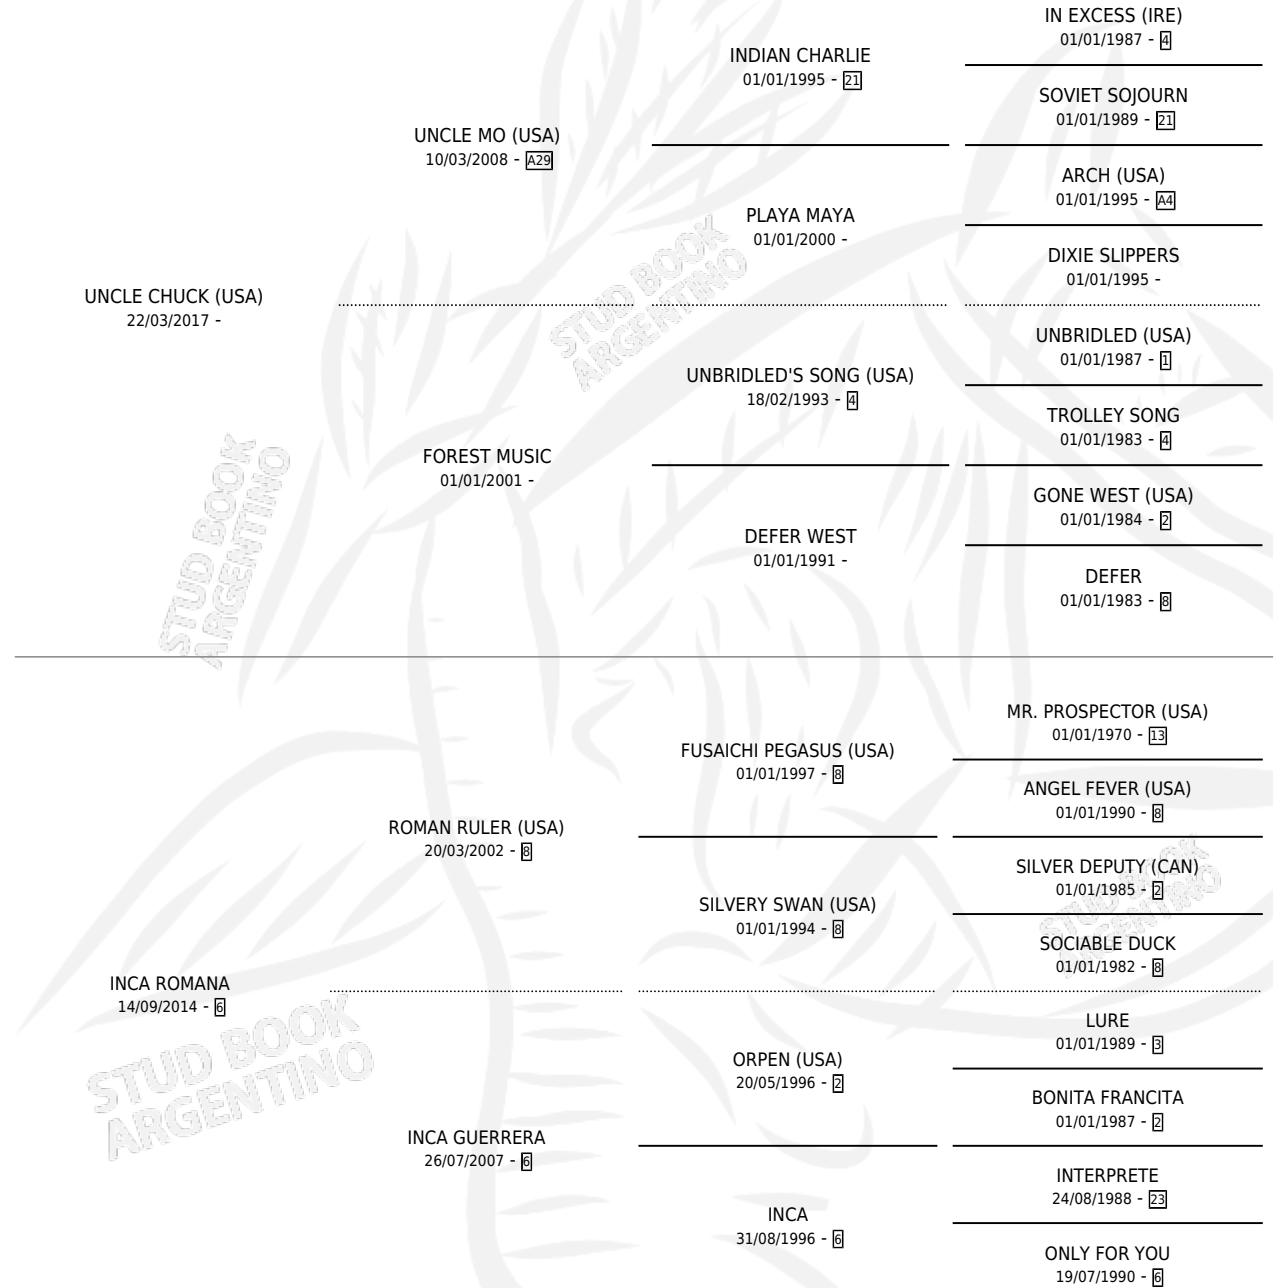 IN EXCESS (IRE)
01/01/1987 - 4
INDIAN CHARLIE
01/01/1995 - 21
SOVIET SOJOURN
01/01/1989 - 21
UNCLE MO (USA)
10/03/2008 - A29
ARCH (USA)
01/01/1995 - A4
PLAYA MAYA
01/01/2000 -
DIXIE SLIPPERS
01/01/1995 -
UNCLE CHUCK (USA)
22/03/2017 -
UNBRIDLED (USA)
01/01/1987 - 1
UNBRIDLED'S SONG (USA)
18/02/1993 - 4
TROLLEY SONG
01/01/1983 - 4
FOREST MUSIC
01/01/2001 -
GONE WEST (USA)
01/01/1984 - 2
DEFER WEST
01/01/1991 -
DEFER
01/01/1983 - 8
MR. PROSPECTOR (USA)
01/01/1970 - 13
FUSAICHI PEGASUS (USA)
01/01/1997 - 8
ANGEL FEVER (USA)
01/01/1990 - 8
ROMAN RULER (USA)
20/03/2002 - 8
SILVER DEPUTY (CAN)
01/01/1985 - 2
SILVERY SWAN (USA)
01/01/1994 - 8
SOCIABLE DUCK
01/01/1982 - 8
INCA ROMANA
14/09/2014 - 6
LURE
01/01/1989 - 3
ORPEN (USA)
20/05/1996 - 2
BONITA FRANCITA
01/01/1987 - 2
INCA GUERRERA
26/07/2007 - 6
INTERPRETE
24/08/1988 - 23
INCA
31/08/1996 - 6
ONLY FOR YOU
19/07/1990 - 6
STUD BOOK
ARGENTINO
STUD BOOK
ARGENTINO
STUD BOOK
ARGENTINO
STUD BOOK
ARGENTINO